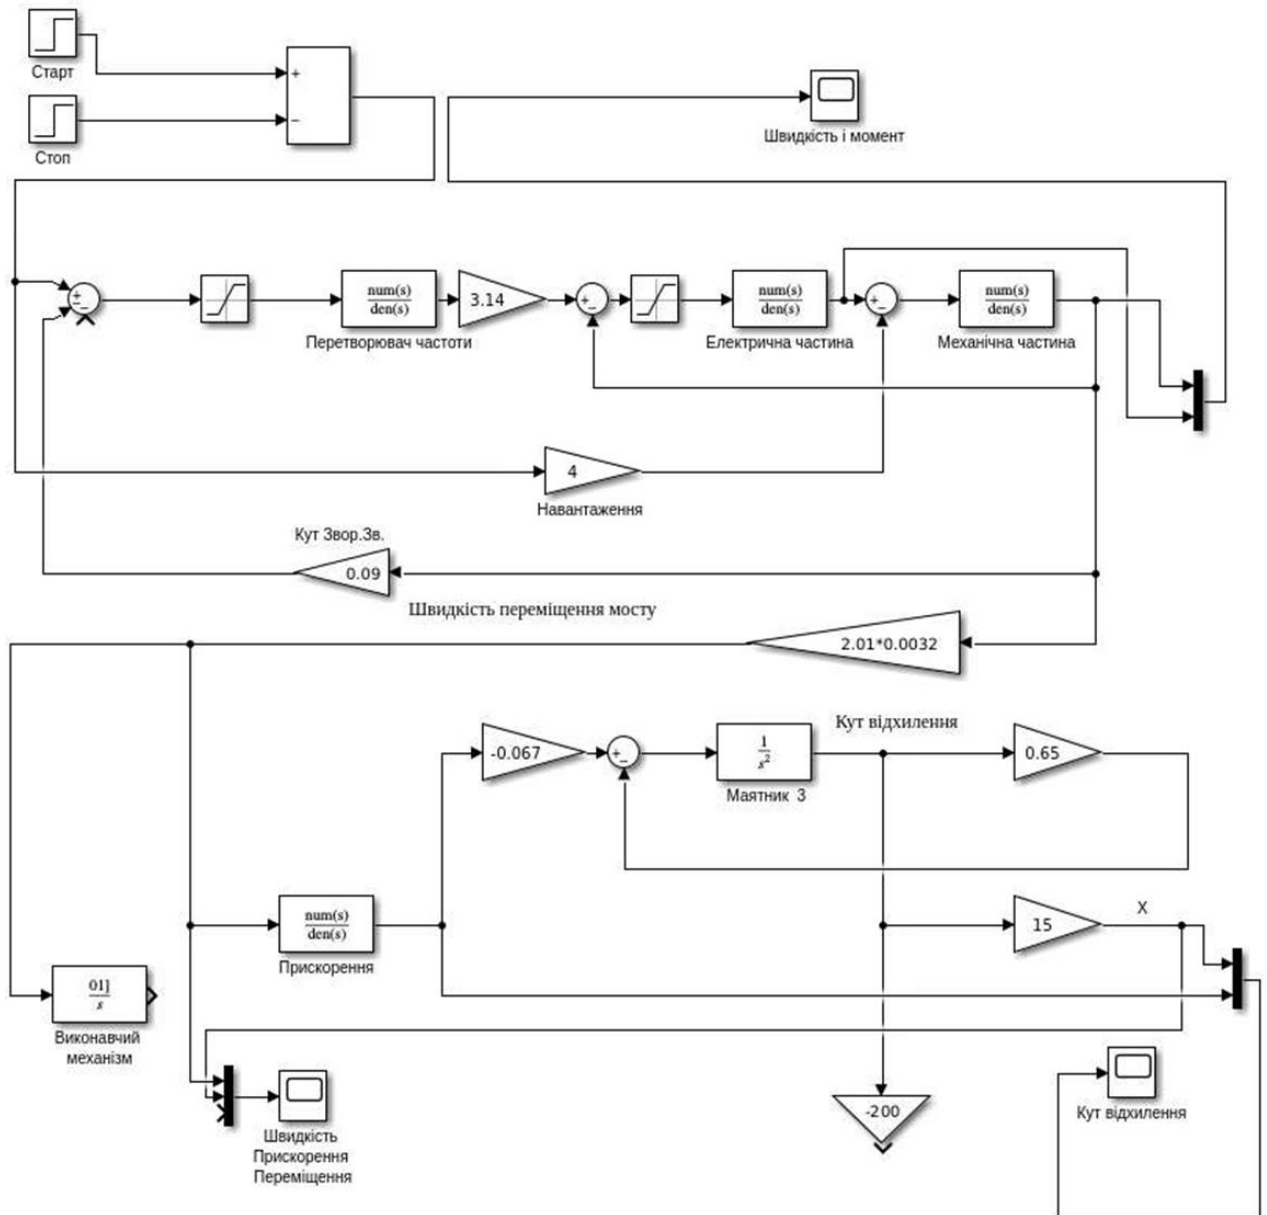 Старт
+
−
Стоп
Швидкість і момент
num(s)
den(s)
Перетворювач частоти
3.14
num(s)
den(s)
Електрична частина
num(s)
den(s)
Механічна частина
4
Навантаження
Кут Звор.Зв.
0.09
Швидкість переміщення мосту
2.01*0.0032
Кут відхилення
-0.067
1
s²
Маятник 3
0.65
num(s)
den(s)
Прискорення
15
X
01]
s
Виконавчий
механізм
-200
Кут відхилення
Швидкість
Прискорення
Переміщення